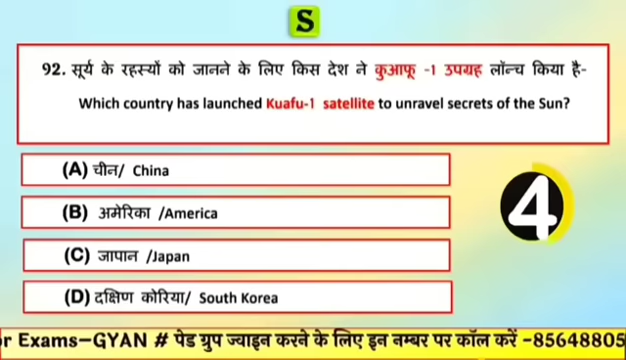 S
92. सूर्य के रहस्यों को जानने के लिए किस देश ने कुआफू -1 उपग्रह लॉन्च किया है-
Which country has launched Kuafu-1 satellite to unravel secrets of the Sun?
(A) चीन/ China
(B) अमेरिका /America
(C) जापान /Japan
(D) दक्षिण कोरिया/ South Korea
4
r Exams-GYAN # पेड ग्रुप ज्वाइन करने के लिए इन नम्बर पर कॉल करें -85648805